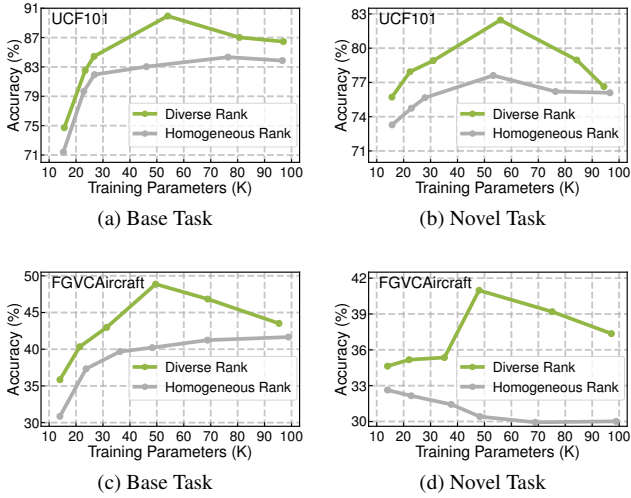 UCF101
Accuracy (%)
91
87
83
79
75
71
Diverse Rank
Homogeneous Rank
10 20 30 40 50 60 70 80 90 100
Training Parameters (K)
(a) Base Task
UCF101
Accuracy (%)
83
80
77
74
71
Diverse Rank
Homogeneous Rank
10 20 30 40 50 60 70 80 90 100
Training Parameters (K)
(b) Novel Task
FGVCAircraft
Accuracy (%)
50
45
40
35
30
Diverse Rank
Homogeneous Rank
10 20 30 40 50 60 70 80 90 100
Training Parameters (K)
(c) Base Task
FGVCAircraft
Accuracy (%)
42
39
36
33
30
Diverse Rank
Homogeneous Rank
10 20 30 40 50 60 70 80 90 100
Training Parameters (K)
(d) Novel Task